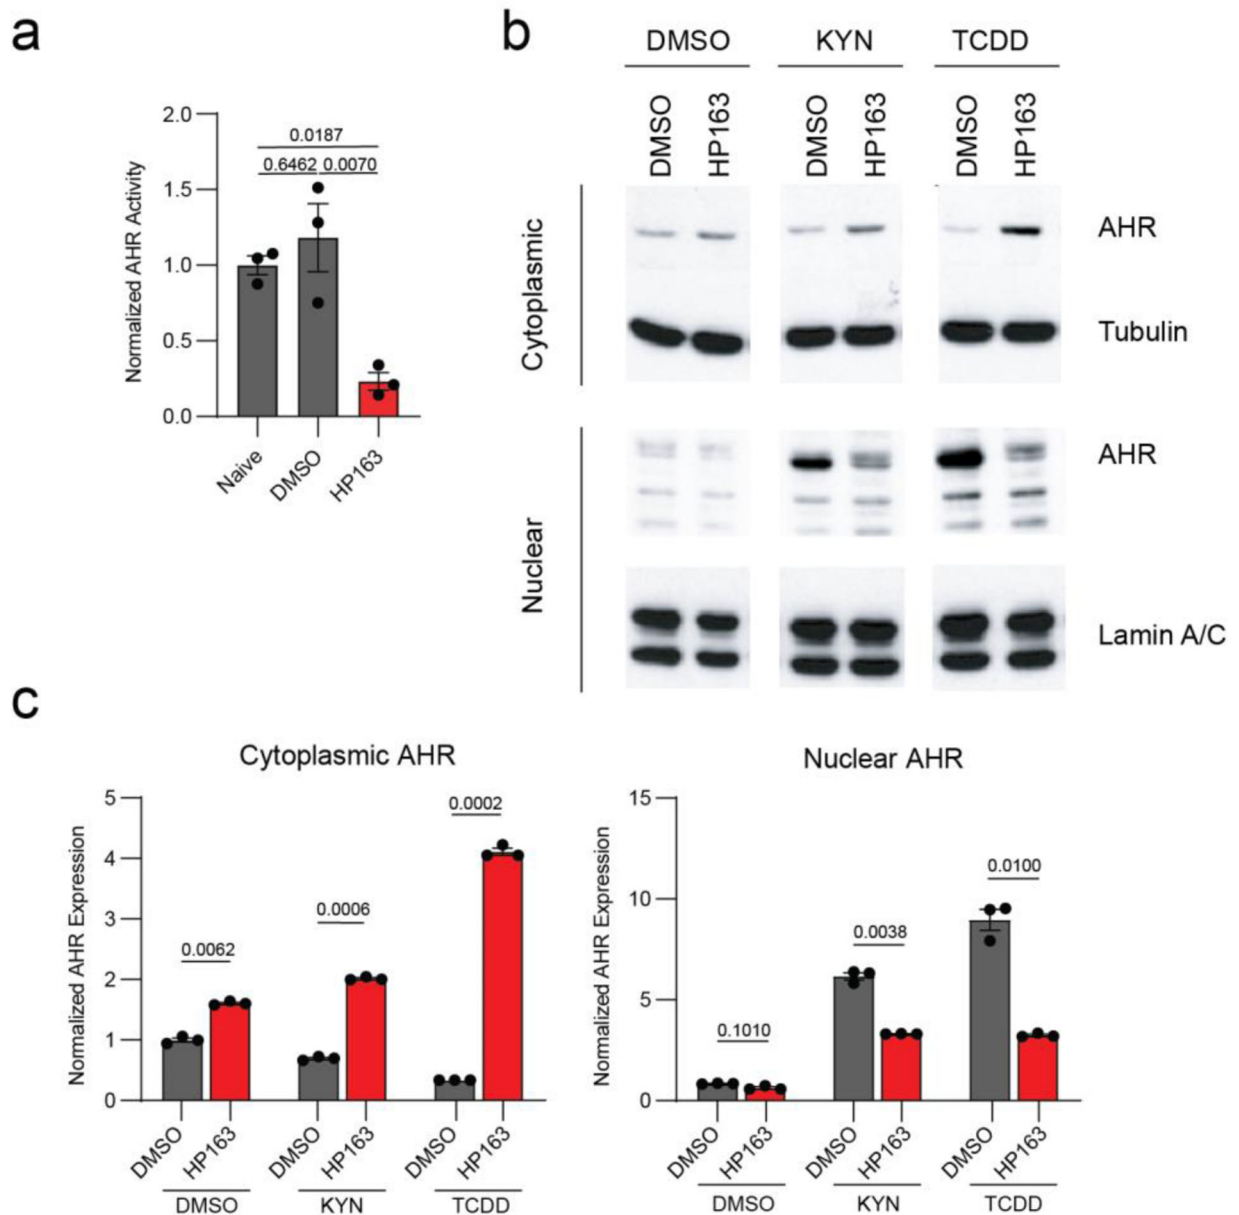 a
2.0
1.5
1.0
0.5
0.0
Normalized AHR Activity
0.0187
0.6462 0.0070
Naive
DMSO
HP163
b
DMSO KYN TCDD
DMSO HP163 DMSO HP163 DMSO HP163
Cytoplasmic
AHR
Tubulin
Nuclear
AHR
Lamin A/C
c
Cytoplasmic AHR
Normalized AHR Expression
5
4
3
2
1
0
0.0062
0.0006
0.0002
DMSO HP163 DMSO HP163 DMSO HP163
DMSO KYN TCDD
Nuclear AHR
Normalized AHR Expression
15
10
5
0
0.1010
0.0038
0.0100
DMSO HP163 DMSO HP163 DMSO HP163
DMSO KYN TCDD